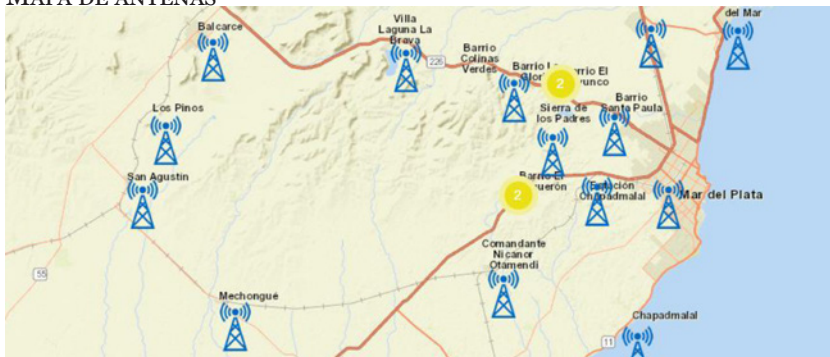 MAPA DE ANTENAS
del Mar
Villa
Laguna La
Brava
Balcarce
226
Barrio
Colinas
Verdes
Barrio
2
Barrio
Santa Paula
Sierra de
los Padres
Los Pinos
San Agustín
2
Estación
Chapadmalal
Mar del Plata
Comandante
Nicanor
Otamendi
55
Mechongué
Chapadmalal
11